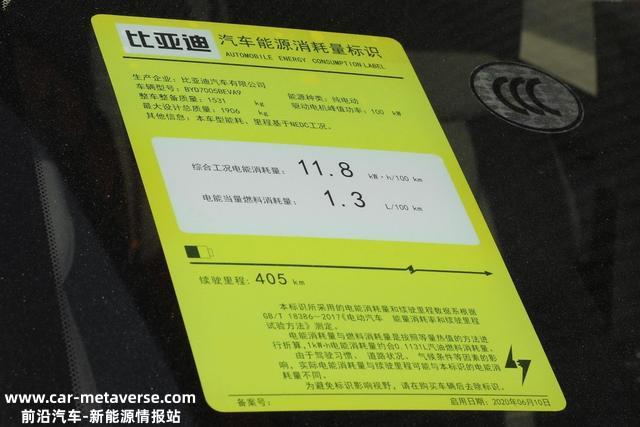 比亚迪 汽车能源消耗量标识
AUTOMOBILE ENERGY CONSUMPTION LABEL
生产企业：比亚迪汽车有限公司
车辆型号：BYD7005BEVA9 能源种类：纯电动
整车整备质量：1531 kg 驱动电机峰值功率：100 kW
最大设计总质量：1906 kg
其他信息：本车型能耗、里程基于NEDC工况。
综合工况电能消耗量：11.8 kW·h/100 km
电能当量燃料消耗量：1.3 L/100 km
续驶里程：405 km
本标识所采用的电能消耗量和续驶里程数据系根据
GB/T 18386-2017《电动汽车 能量消耗率和续驶里程
试验方法》测定。
电能消耗量与燃料消耗量是按照等量热值的方法进
行折算，1kW·h电能消耗量约合0.1131L汽油燃料消耗量。
由于驾驶习惯、道路状况、气候条件等因素的影
响，实际电能消耗量与续驶里程可能与本标识的电能消
耗量不同。
为避免标识影响视野，请在购买车辆后去除标识。
备案号： 启用日期：2020年06月10日
CCC
www.car-metaverse.com
前沿汽车-新能源情报站